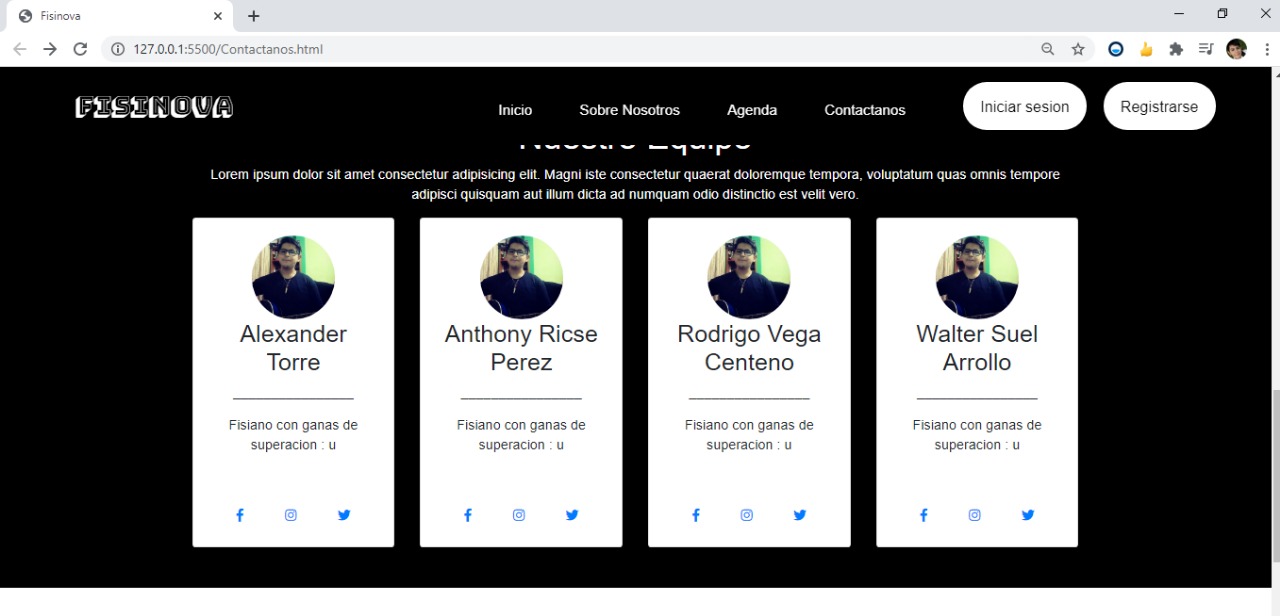 Fisinova
127.0.0.1:5500/Contactanos.html
FISINOVA
Inicio
Sobre Nosotros
Agenda
Contactanos
Iniciar sesion
Registrarse
Nuestro Equipo
Lorem ipsum dolor sit amet consectetur adipisicing elit. Magni iste consectetur quaerat doloremque tempora, voluptatum quas omnis tempore
adipisci quisquam aut illum dicta ad numquam odio distinctio est velit vero.
Alexander
Torre
Fisiano con ganas de
superacion : u
Anthony Ricse
Perez
Fisiano con ganas de
superacion : u
Rodrigo Vega
Centeno
Fisiano con ganas de
superacion : u
Walter Suel
Arrollo
Fisiano con ganas de
superacion : u